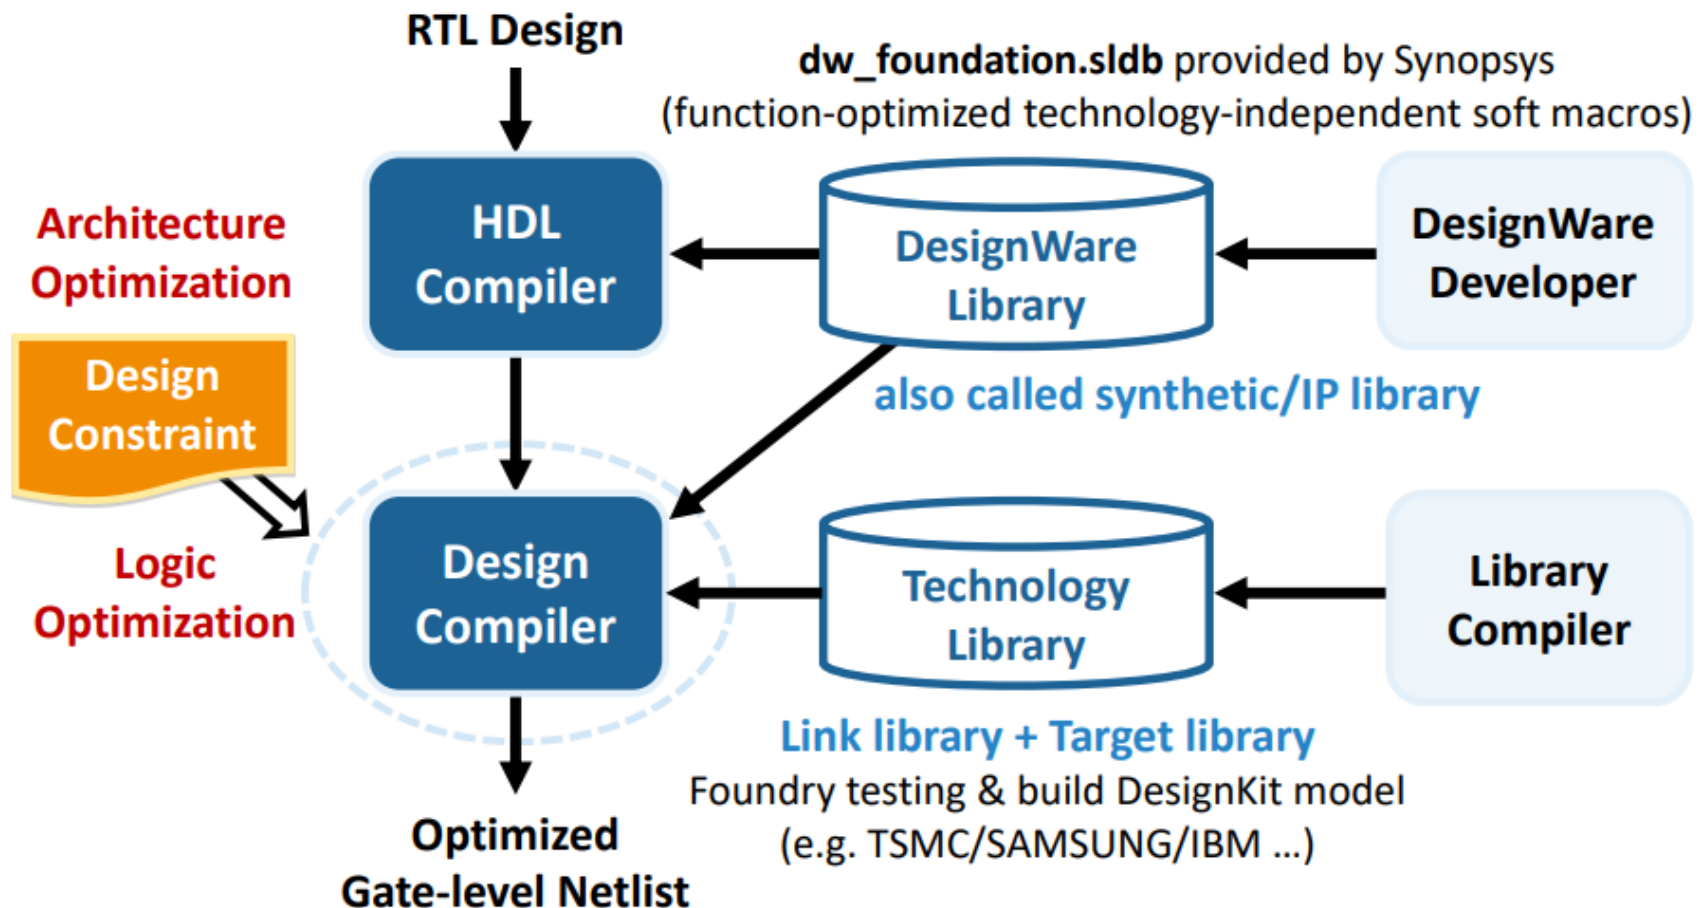 RTL Design
dw_foundation.sldb provided by Synopsys
(function-optimized technology-independent soft macros)
Architecture
Optimization
HDL
Compiler
DesignWare
Library
DesignWare
Developer
also called synthetic/IP library
Design
Constraint
Logic
Optimization
Design
Compiler
Technology
Library
Library
Compiler
Link library + Target library
Foundry testing & build DesignKit model
(e.g. TSMC/SAMSUNG/IBM ...)
Optimized
Gate-level Netlist